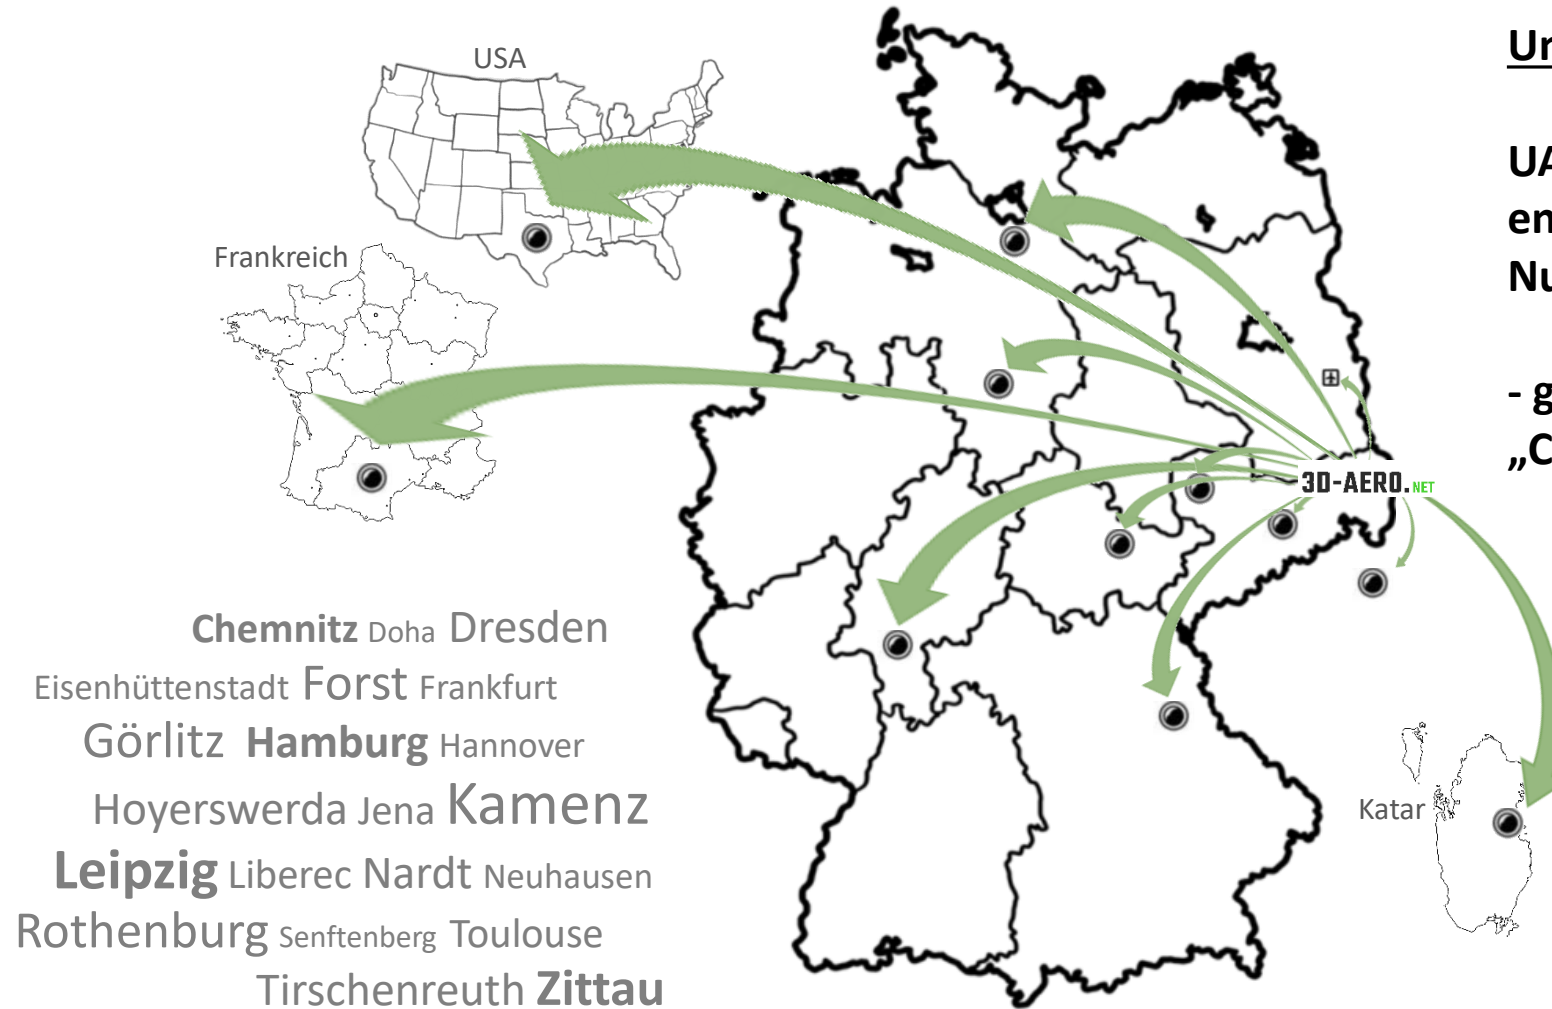 USA
Frankreich
3D-AERO.NET
Katar
Chemnitz Doha Dresden
Eisenhüttenstadt Forst Frankfurt
Görlitz Hamburg Hannover
Hoyerswerda Jena Kamenz
Leipzig Liberec Nardt Neuhausen
Rothenburg Senftenberg Toulouse
Tirschenreuth Zittau